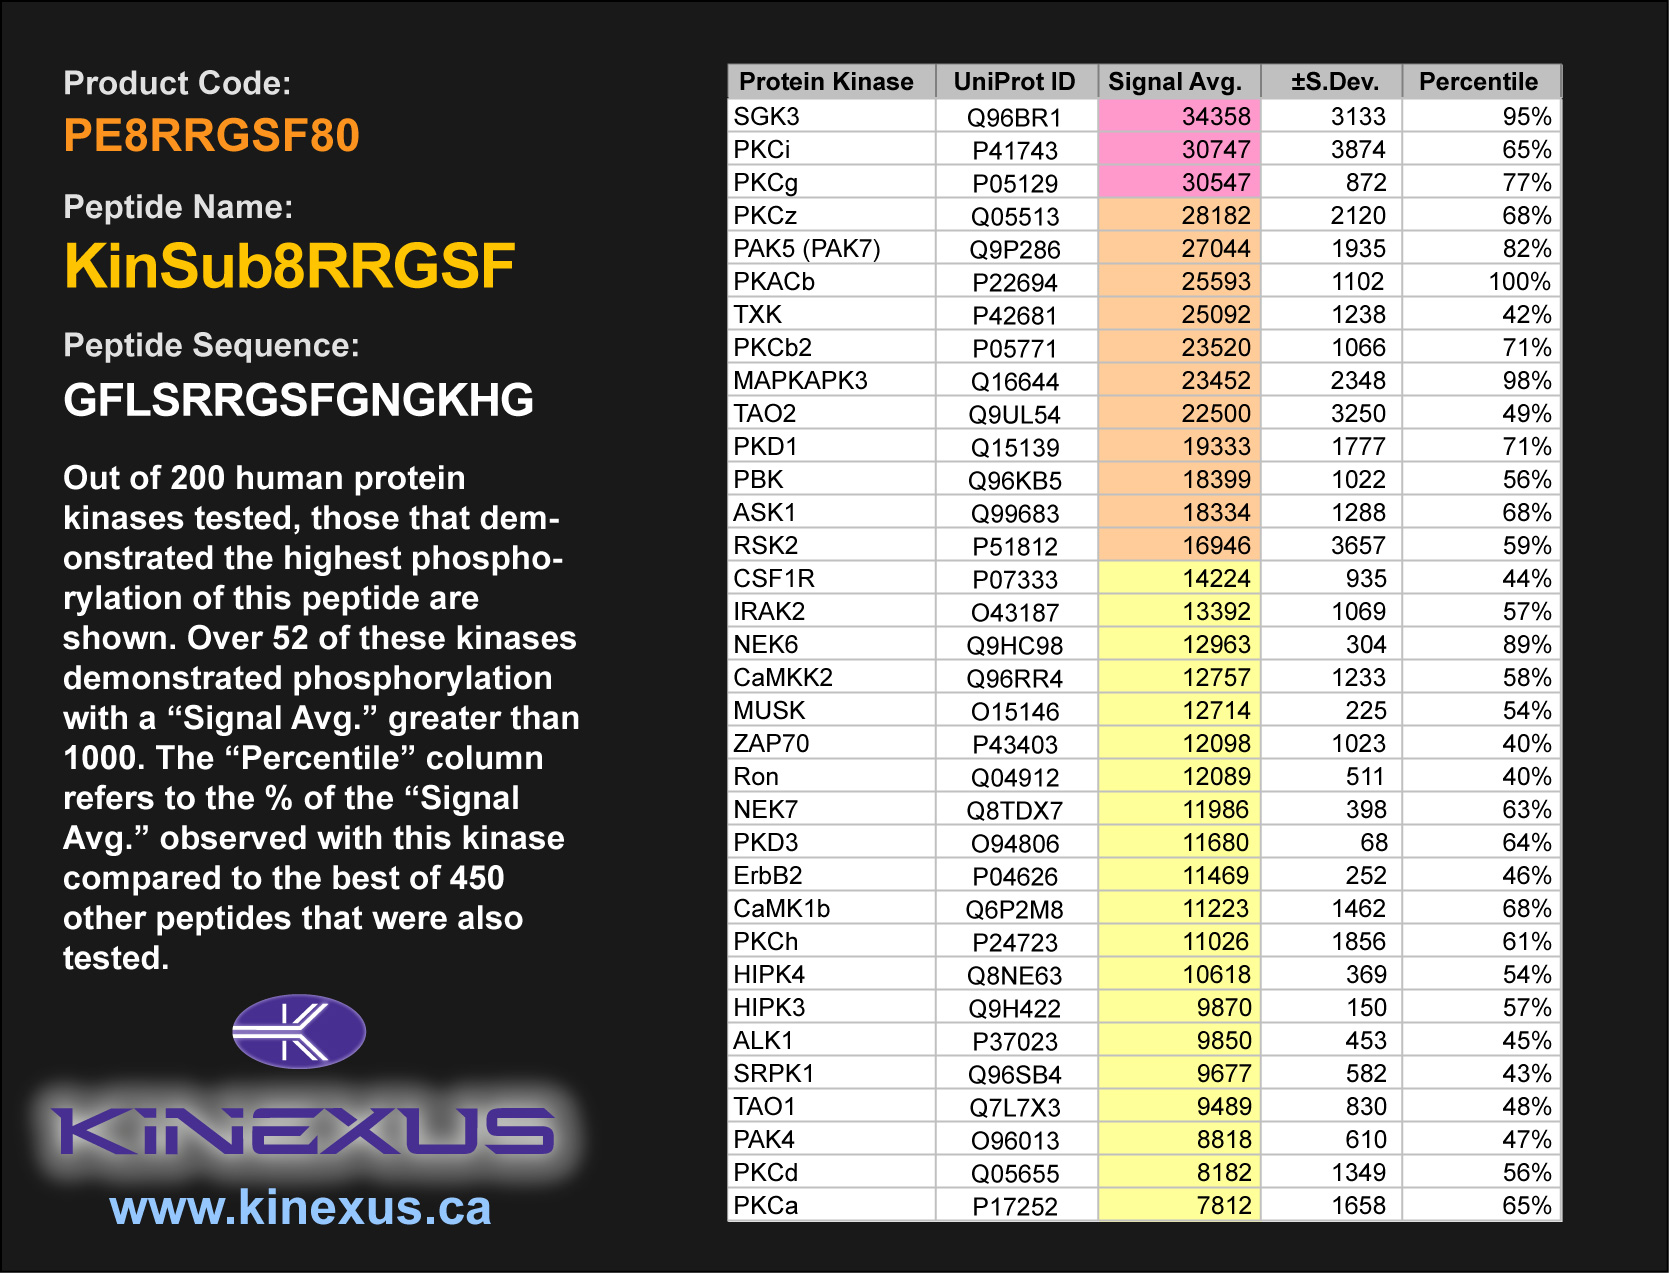 Product Code:
PE8RRGSF80
Peptide Name:
KinSub8RRGSF
Peptide Sequence:
GFLSRRGSFGNGKHG
Out of 200 human protein
kinases tested, those that dem-
onstrated the highest phospho-
rylation of this peptide are
shown. Over 52 of these kinases
demonstrated phosphorylation
with a “Signal Avg.” greater than
1000. The “Percentile” column
refers to the % of the “Signal
Avg.” observed with this kinase
compared to the best of 450
other peptides that were also
tested.
KiNEXUS
www.kinexus.ca
Protein Kinase UniProt ID Signal Avg. ±S.Dev. Percentile
SGK3 Q96BR1 34358 3133 95%
PKCi P41743 30747 3874 65%
PKCg P05129 30547 872 77%
PKCz Q05513 28182 2120 68%
PAK5 (PAK7) Q9P286 27044 1935 82%
PKACb P22694 25593 1102 100%
TXK P42681 25092 1238 42%
PKCb2 P05771 23520 1066 71%
MAPKAPK3 Q16644 23452 2348 98%
TAO2 Q9UL54 22500 3250 49%
PKD1 Q15139 19333 1777 71%
PBK Q96KB5 18399 1022 56%
ASK1 Q99683 18334 1288 68%
RSK2 P51812 16946 3657 59%
CSF1R P07333 14224 935 44%
IRAK2 O43187 13392 1069 57%
NEK6 Q9HC98 12963 304 89%
CaMKK2 Q96RR4 12757 1233 58%
MUSK O15146 12714 225 54%
ZAP70 P43403 12098 1023 40%
Ron Q04912 12089 511 40%
NEK7 Q8TDX7 11986 398 63%
PKD3 O94806 11680 68 64%
ErbB2 P04626 11469 252 46%
CaMK1b Q6P2M8 11223 1462 68%
PKCh P24723 11026 1856 61%
HIPK4 Q8NE63 10618 369 54%
HIPK3 Q9H422 9870 150 57%
ALK1 P37023 9850 453 45%
SRPK1 Q96SB4 9677 582 43%
TAO1 Q7L7X3 9489 830 48%
PAK4 O96013 8818 610 47%
PKCd Q05655 8182 1349 56%
PKCa P17252 7812 1658 65%